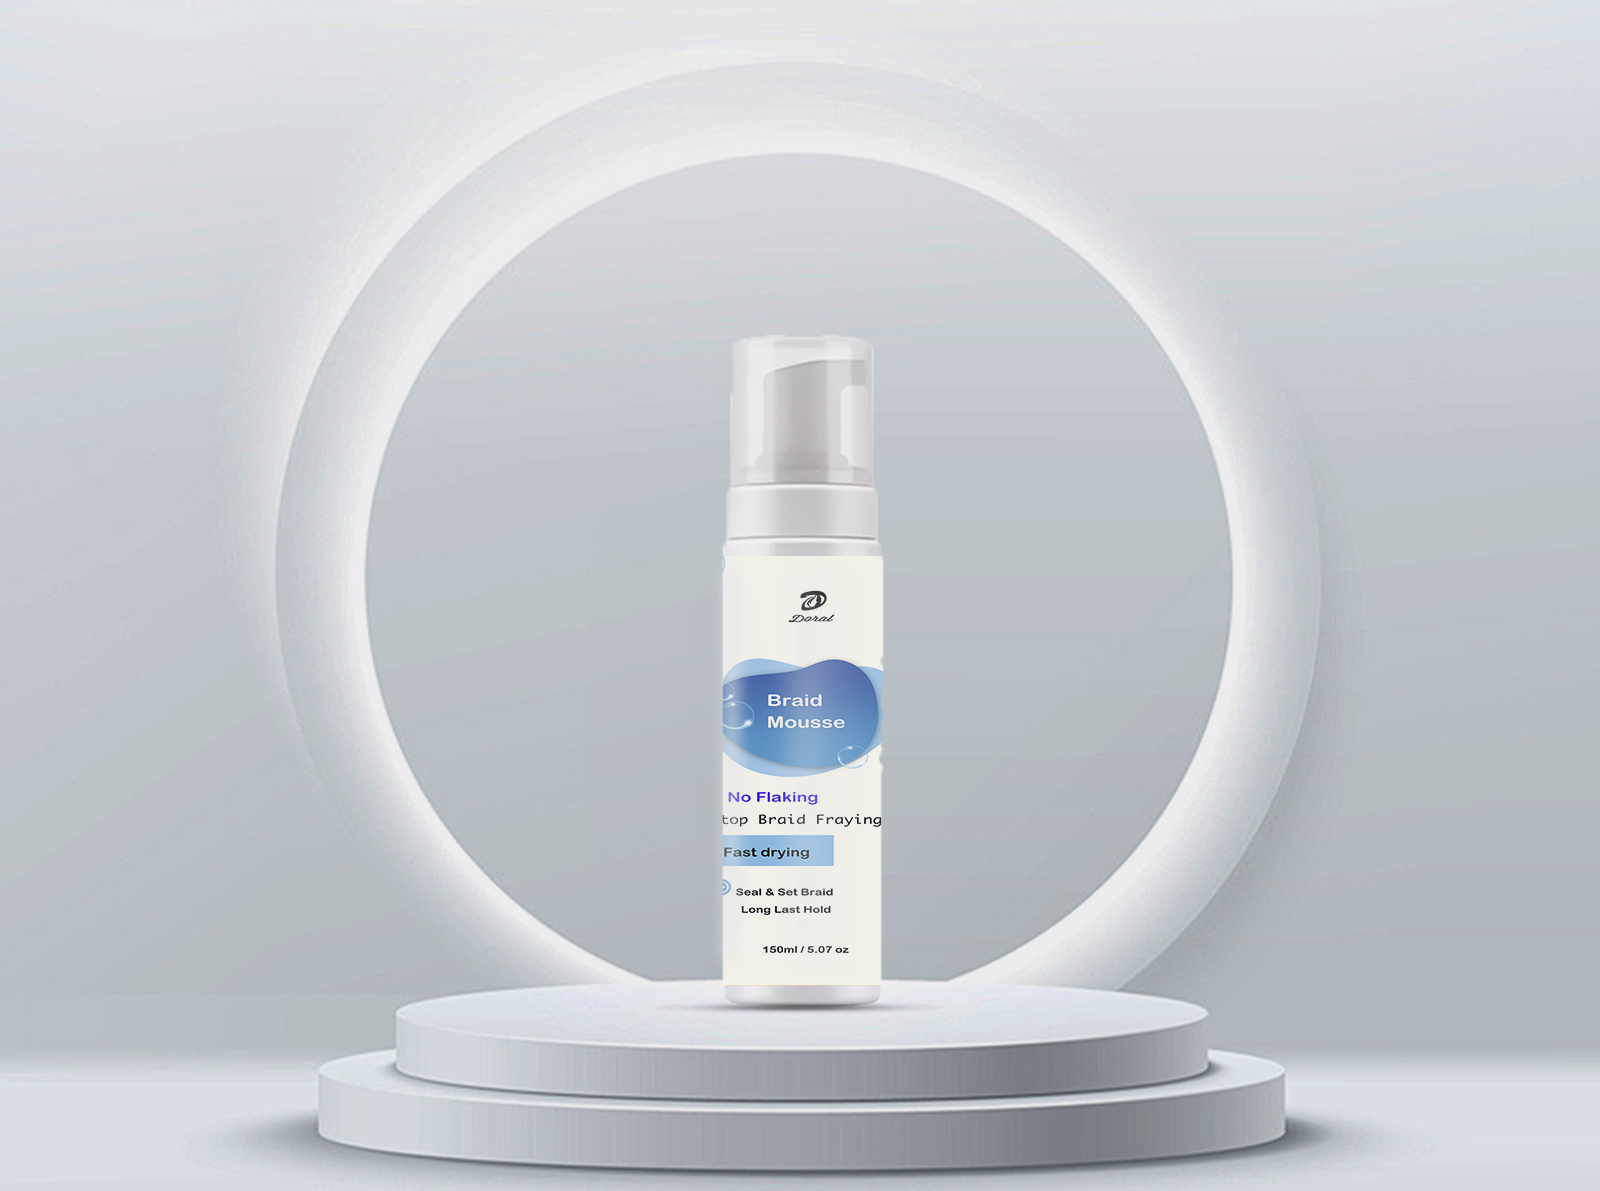 Doral
Braid
Mousse
No Flaking
top Braid Fraying
Fast drying
Seal & Set Braid
Long Last Hold
150ml / 5.07 oz